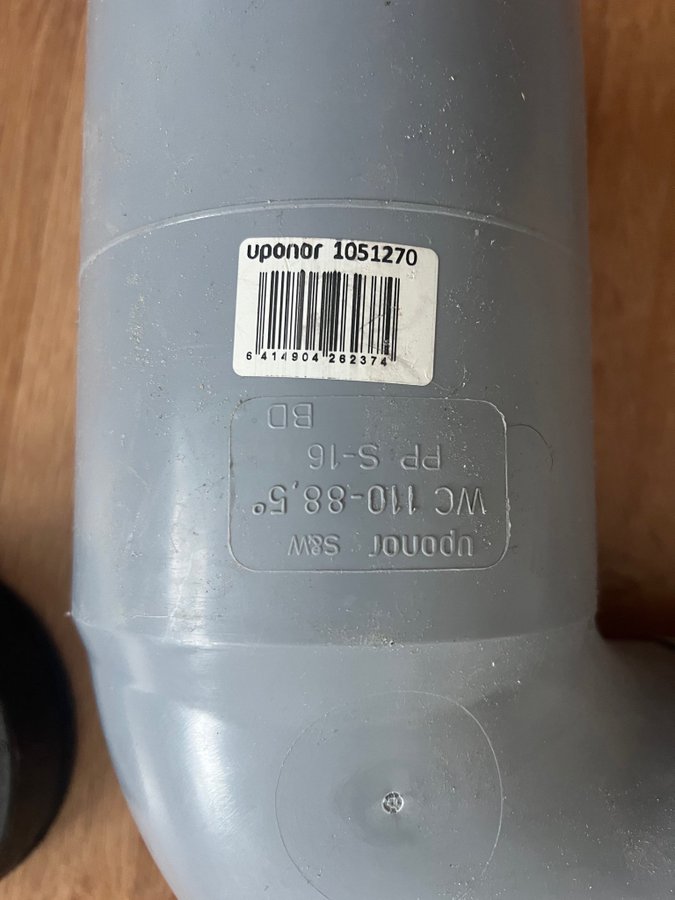 uponor 1051270
6 414904 262374
uponor S&W
WC 110-88,5°
PP S-16
BD